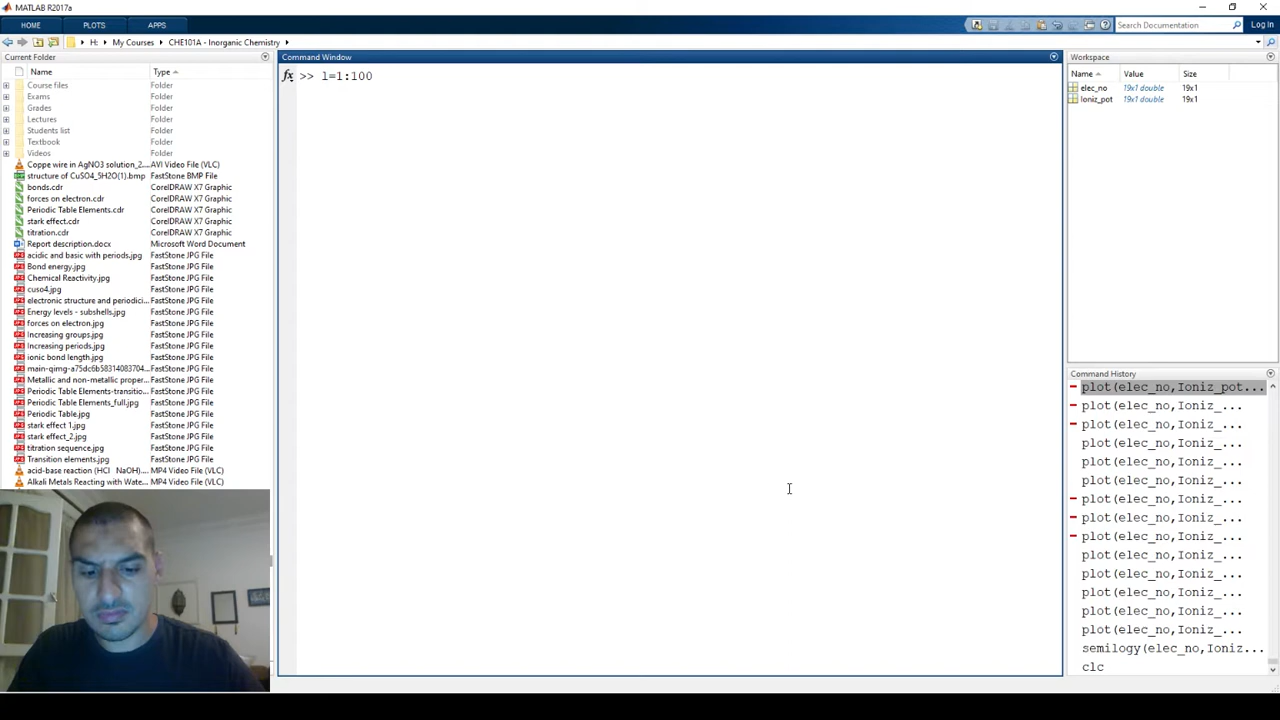 MATLAB R2017a
HOME PLOTS APPS
Search Documentation Log In
H: My Courses CHE101A - Inorganic Chemistry
Current Folder
Name Type
Course files Folder
Exams Folder
Grades Folder
Lectures Folder
Students list Folder
Textbook Folder
Videos Folder
Coppe wire in AgNO3 solution_2... AVI Video File (VLC)
structure of CuSO4_5H2O(1).bmp FastStone BMP File
bonds.cdr CorelDRAW X7 Graphic
forces on electron.cdr CorelDRAW X7 Graphic
Periodic Table Elements.cdr CorelDRAW X7 Graphic
stark effect.cdr CorelDRAW X7 Graphic
titration.cdr CorelDRAW X7 Graphic
Report description.docx Microsoft Word Document
acidic and basic with periods.jpg FastStone JPG File
Bond energy.jpg FastStone JPG File
Chemical Reactivity.jpg FastStone JPG File
cuso4.jpg FastStone JPG File
electronic structure and periodici... FastStone JPG File
Energy levels - subshells.jpg FastStone JPG File
forces on electron.jpg FastStone JPG File
Increasing groups.jpg FastStone JPG File
Increasing periods.jpg FastStone JPG File
ionic bond length.jpg FastStone JPG File
main-qimg-a75dc6b58314083704... FastStone JPG File
Metallic and non-metallic proper... FastStone JPG File
Periodic Table Elements-transitio... FastStone JPG File
Periodic Table Elements_full.jpg FastStone JPG File
Periodic Table.jpg FastStone JPG File
stark effect 1.jpg FastStone JPG File
stark effect_2.jpg FastStone JPG File
titration sequence.jpg FastStone JPG File
Transition elements.jpg FastStone JPG File
acid-base reaction (HCl NaOH)... MP4 Video File (VLC)
Alkali Metals Reacting with Wate... MP4 Video File (VLC)
Command Window
fx >> l=1:100
Workspace
Name Value Size
elec_no 19x1 double 19x1
Ioniz_pot 19x1 double 19x1
Command History
plot(elec_no,Ioniz_pot...
plot(elec_no,Ioniz_...
plot(elec_no,Ioniz_...
plot(elec_no,Ioniz_...
plot(elec_no,Ioniz_...
plot(elec_no,Ioniz_...
plot(elec_no,Ioniz_...
plot(elec_no,Ioniz_...
plot(elec_no,Ioniz_...
plot(elec_no,Ioniz_...
plot(elec_no,Ioniz_...
plot(elec_no,Ioniz_...
plot(elec_no,Ioniz_...
plot(elec_no,Ioniz_...
semilogy(elec_no,Ioniz...
clc